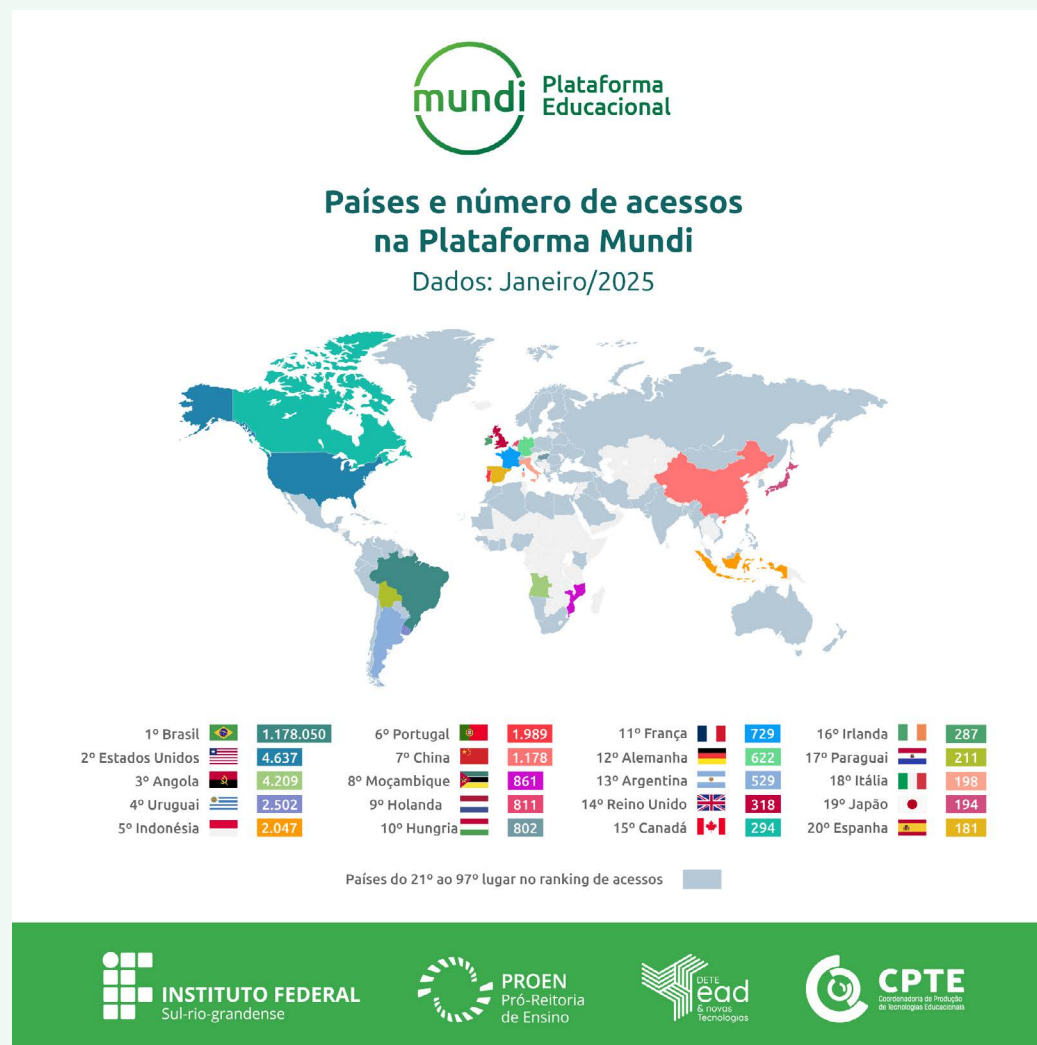 mundi
Plataforma
Educacional
Países e número de acessos
na Plataforma Mundi
Dados: Janeiro/2025
1º Brasil 1.178.050
2º Estados Unidos 4.637
3º Angola 4.209
4º Uruguai 2.502
5º Indonésia 2.047
6º Portugal 1.989
7º China 1.178
8º Moçambique 861
9º Holanda 811
10º Hungria 802
11º França 729
12º Alemanha 622
13º Argentina 529
14º Reino Unido 318
15º Canadá 294
16º Irlanda 287
17º Paraguai 211
18º Itália 198
19º Japão 194
20º Espanha 181
Países do 21º ao 97º lugar no ranking de acessos
INSTITUTO FEDERAL
Sul-rio-grandense
PROEN
Pró-Reitoria
de Ensino
DETE
ead
& novas
Tecnologias
CPTE
Coordenadoria de Produção
de Tecnologias Educacionais